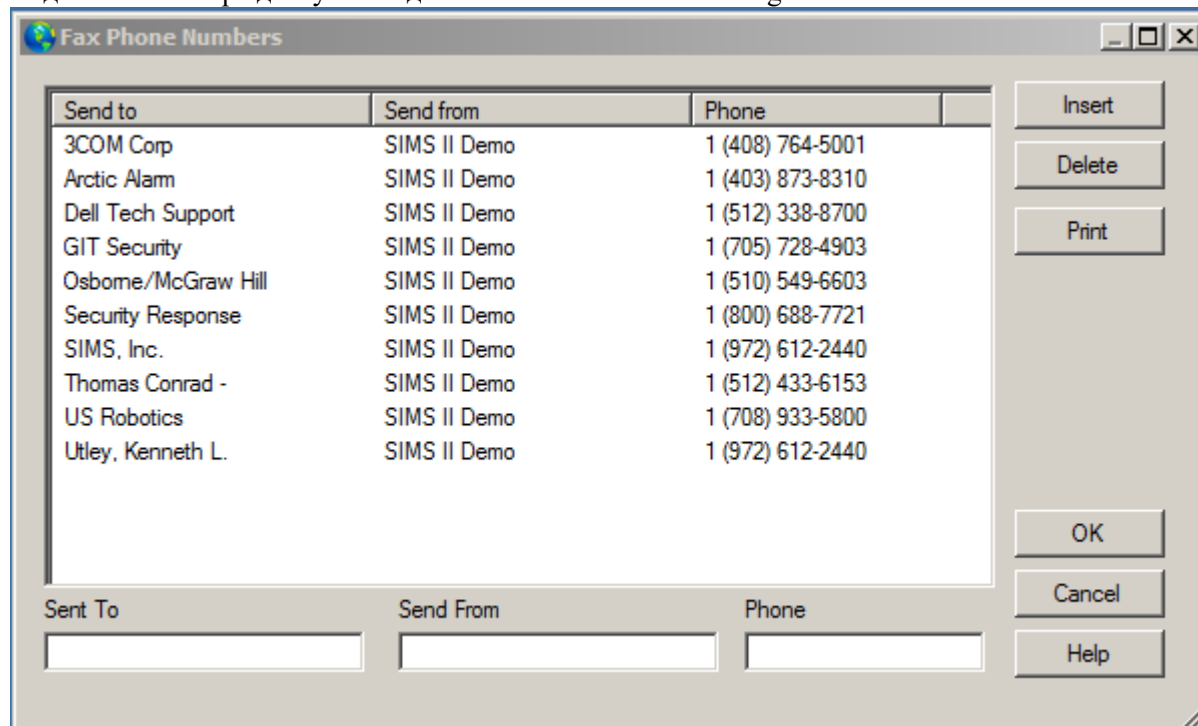 Fax Phone Numbers
Send to Send from Phone
3COM Corp SIMS II Demo 1 (408) 764-5001
Arctic Alarm SIMS II Demo 1 (403) 873-8310
Dell Tech Support SIMS II Demo 1 (512) 338-8700
GIT Security SIMS II Demo 1 (705) 728-4903
Osborne/McGraw Hill SIMS II Demo 1 (510) 549-6603
Security Response SIMS II Demo 1 (800) 688-7721
SIMS, Inc. SIMS II Demo 1 (972) 612-2440
Thomas Conrad - SIMS II Demo 1 (512) 433-6153
US Robotics SIMS II Demo 1 (708) 933-5800
Utley, Kenneth L. SIMS II Demo 1 (972) 612-2440
Insert
Delete
Print
OK
Cancel
Help
Sent To Send From Phone